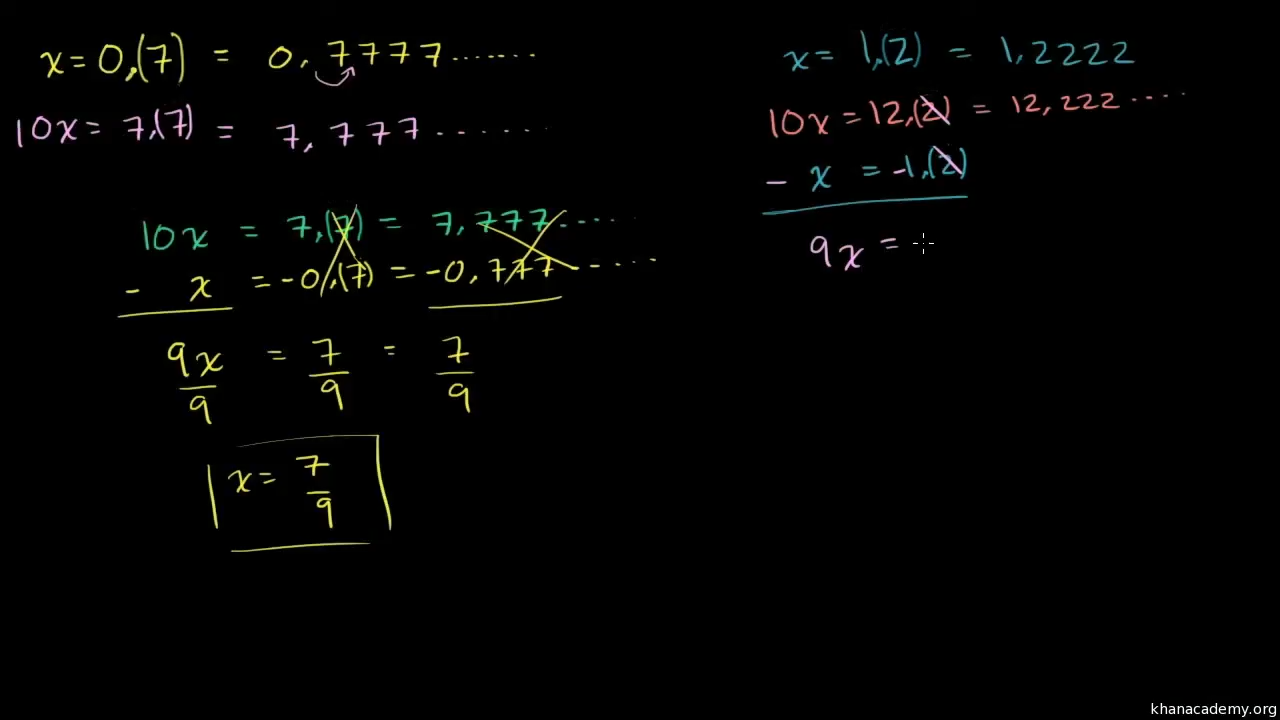 x = 0,(7) = 0,7777.......
10x = 7,(7) = 7,777.......
10x = 7,(7) = 7,777.....
- x = -0,(7) = -0,777.....
9x/9 = 7/9 = 7/9
x = 7/9
x = 1,(2) = 1,2222
10x = 12,(2) = 12,222....
- x = -1,(2)
9x =
khanacademy.org